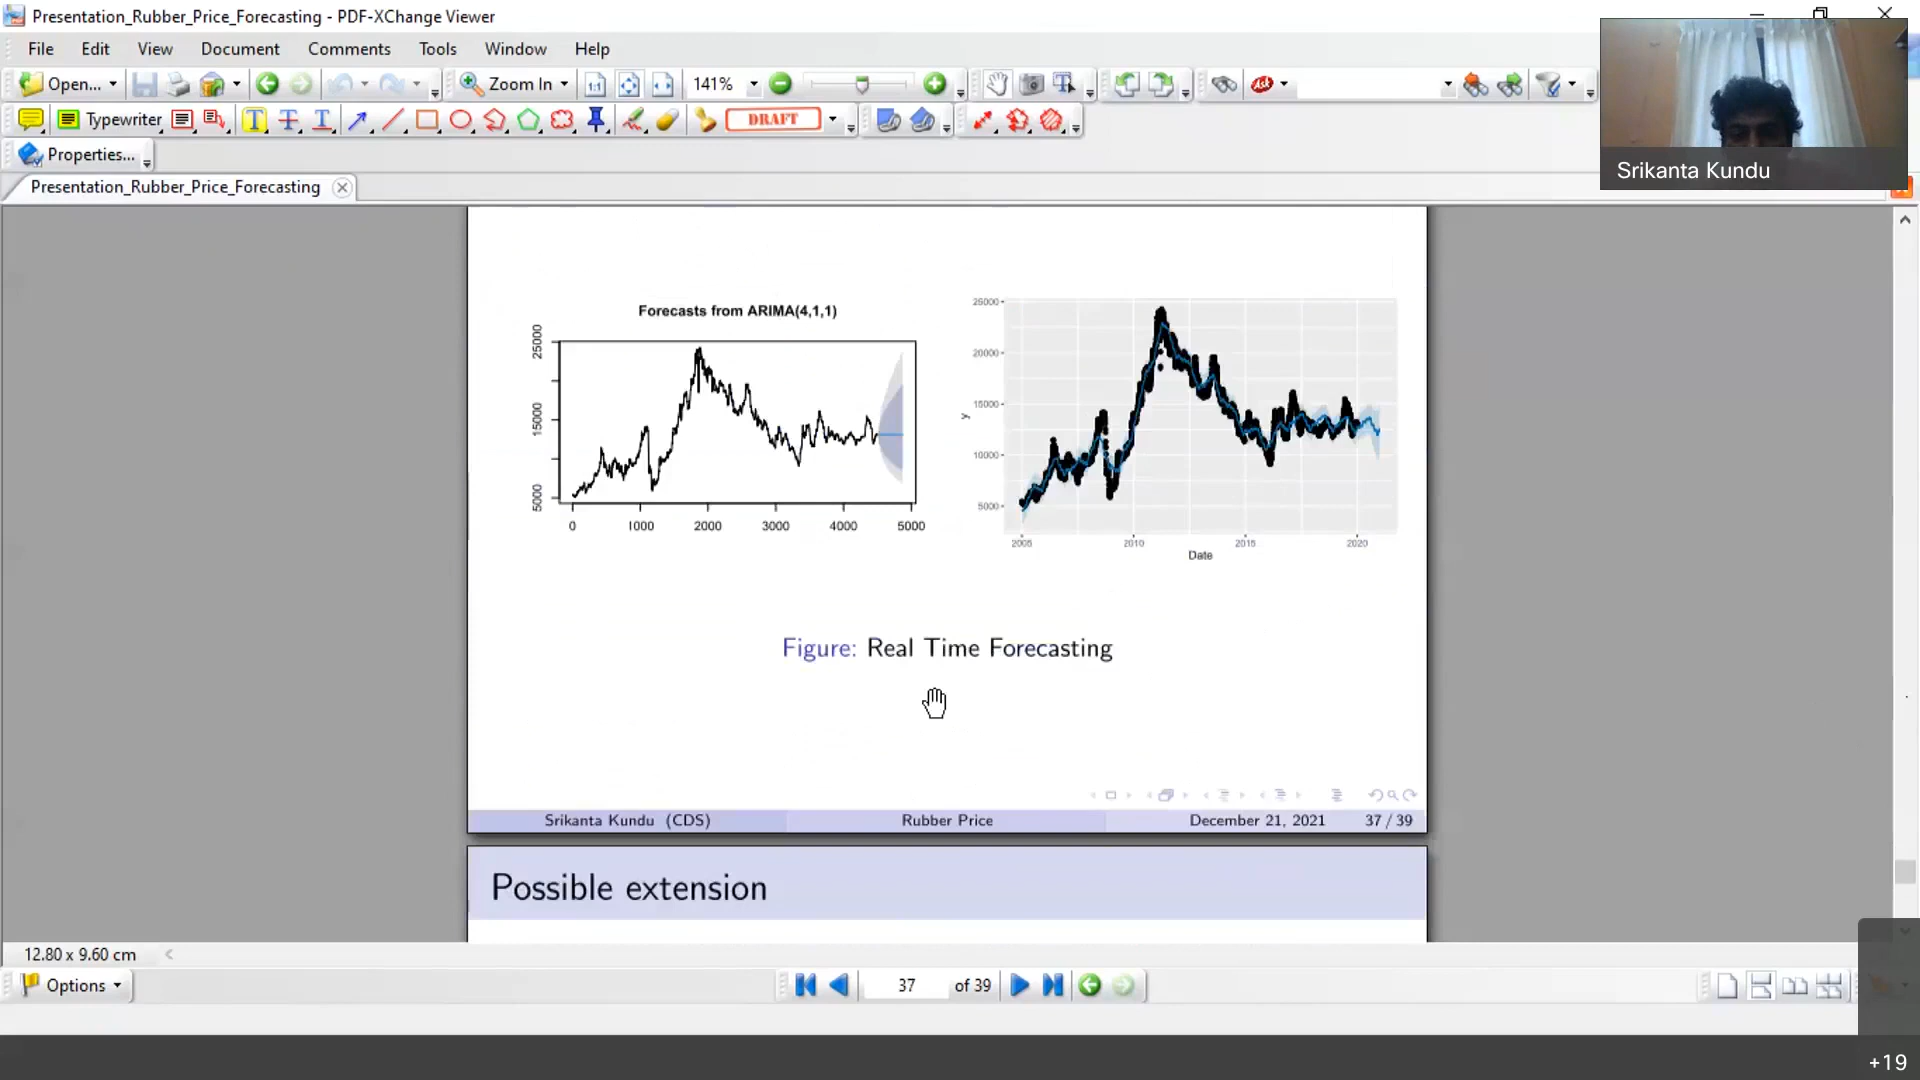 Presentation_Rubber_Price_Forecasting - PDF-XChange Viewer
File Edit View Document Comments Tools Window Help
Open... Zoom In 141%
Typewriter DRAFT
Properties...
Srikanta Kundu
Presentation_Rubber_Price_Forecasting
Forecasts from ARIMA(4,1,1)
25000
15000
5000
0 1000 2000 3000 4000 5000
25000
20000
15000
10000
5000
y
2005 2010 2015 2020
Date
Figure: Real Time Forecasting
Srikanta Kundu (CDS) Rubber Price December 21, 2021 37 / 39
Possible extension
12.80 x 9.60 cm
Options 37 of 39
+19